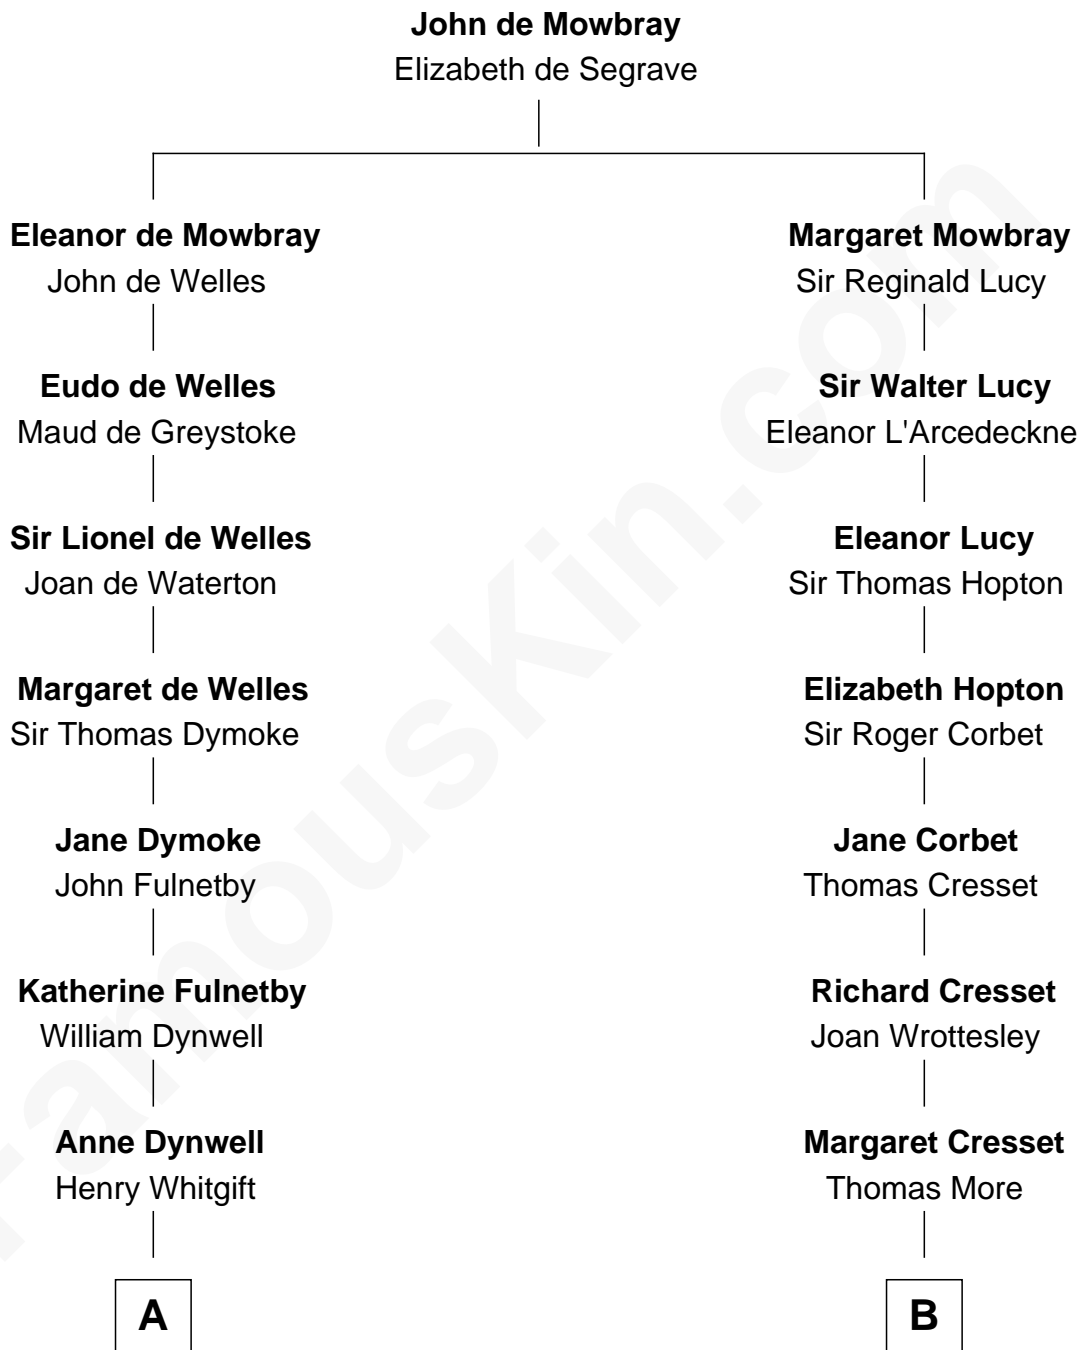 John de Mowbray
Elizabeth de Segrave
Eleanor de Mowbray
John de Welles
Margaret Mowbray
Sir Reginald Lucy
Eudo de Welles
Maud de Greystoke
Sir Walter Lucy
Eleanor L'Arcedeckne
Sir Lionel de Welles
Joan de Waterton
Eleanor Lucy
Sir Thomas Hopton
Margaret de Welles
Sir Thomas Dymoke
Elizabeth Hopton
Sir Roger Corbet
Jane Dymoke
John Fulnetby
Jane Corbet
Thomas Cresset
Katherine Fulnetby
William Dynwell
Richard Cresset
Joan Wrottesley
Anne Dynwell
Henry Whitgift
Margaret Cresset
Thomas More
A
B
FamousKin.com